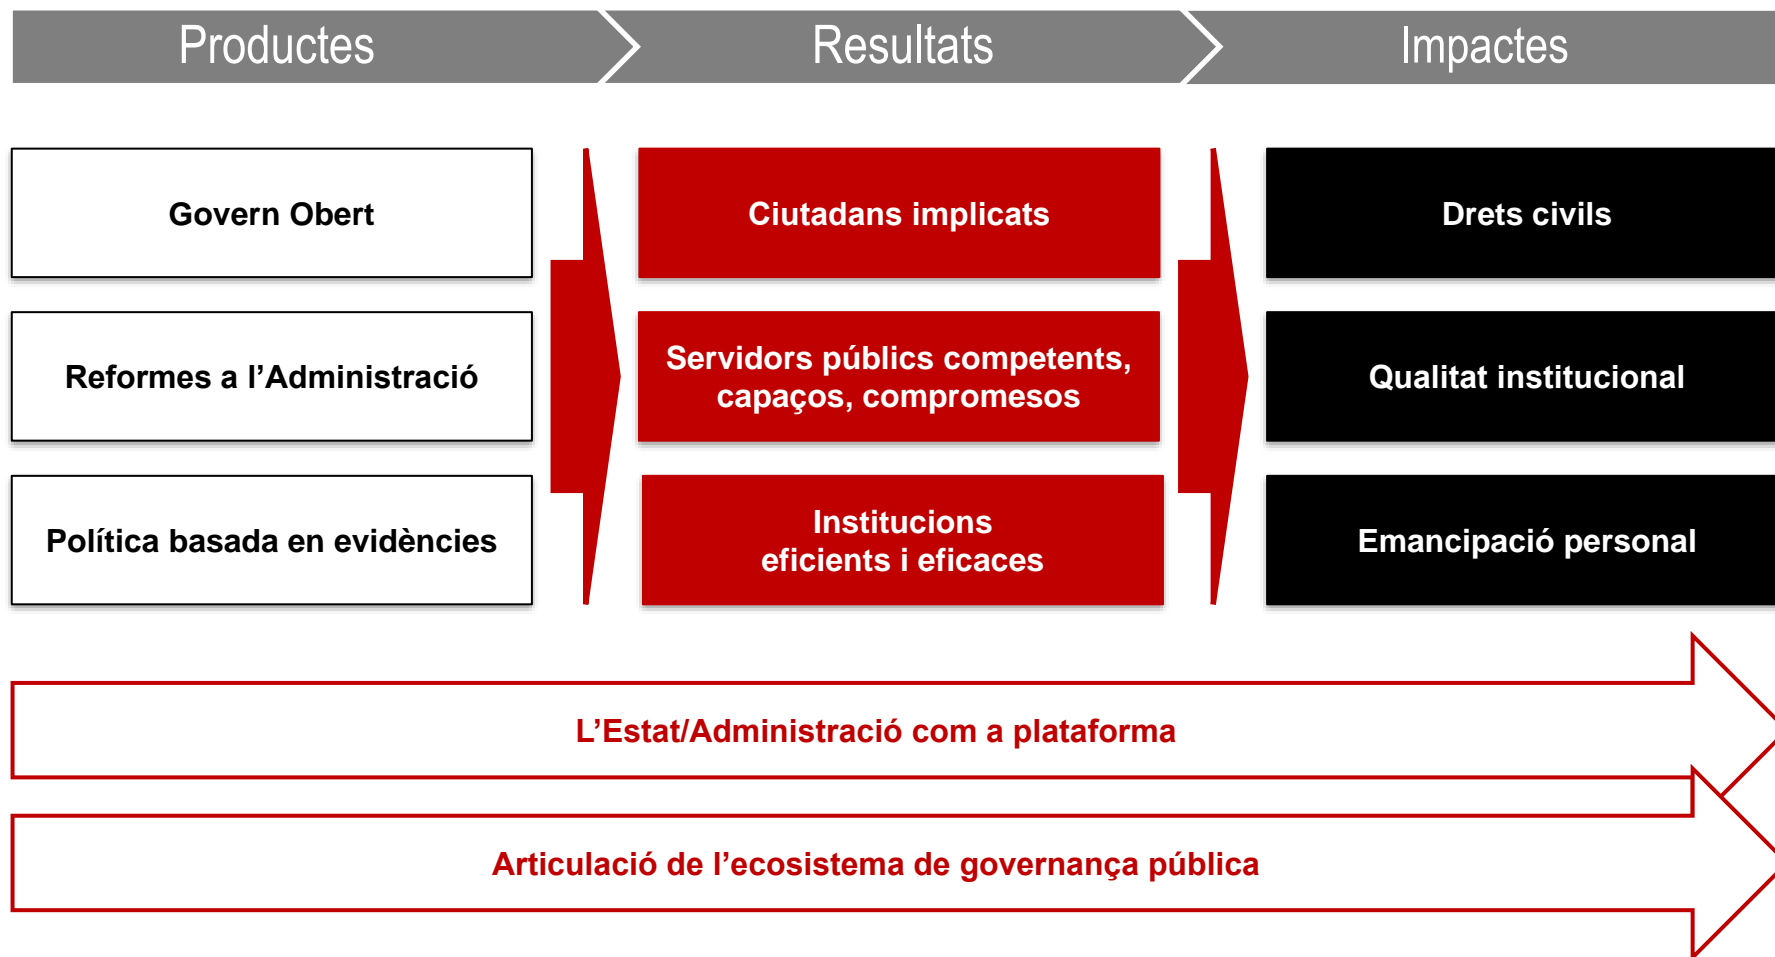 Productes
Resultats
Impactes
Govern Obert
Ciutadans implicats
Drets civils
Reformes a l’Administració
Servidors públics competents,
capaços, compromesos
Qualitat institucional
Política basada en evidències
Institucions
eficients i eficaces
Emancipació personal
L’Estat/Administració com a plataforma
Articulació de l’ecosistema de governança pública